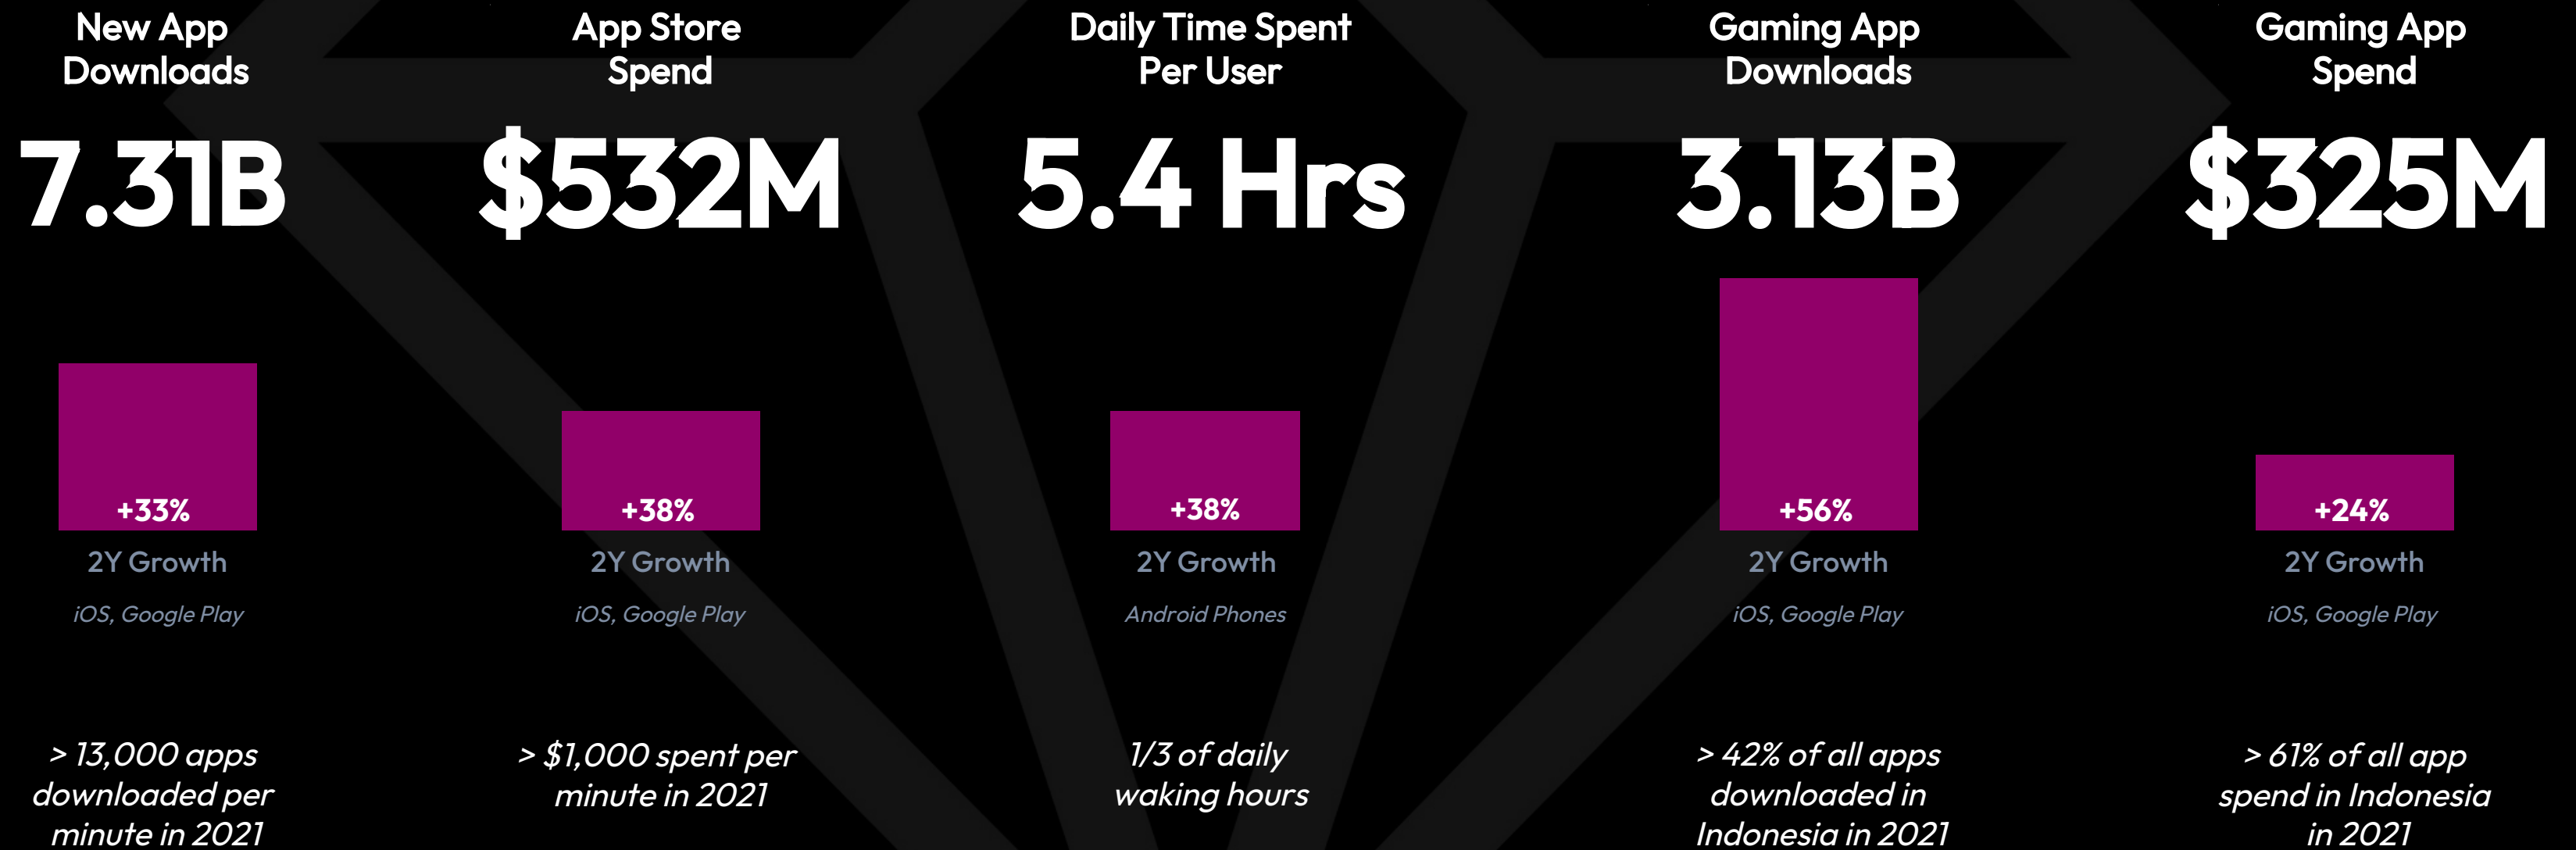 New App
Downloads
7.31B
+33%
2Y Growth
iOS, Google Play
> 13,000 apps
downloaded per
minute in 2021
App Store
Spend
$532M
+38%
2Y Growth
iOS, Google Play
> $1,000 spent per
minute in 2021
Daily Time Spent
Per User
5.4 Hrs
+38%
2Y Growth
Android Phones
1/3 of daily
waking hours
Gaming App
Downloads
3.13B
+56%
2Y Growth
iOS, Google Play
> 42% of all apps
downloaded in
Indonesia in 2021
Gaming App
Spend
$325M
+24%
2Y Growth
iOS, Google Play
> 61% of all app
spend in Indonesia
in 2021